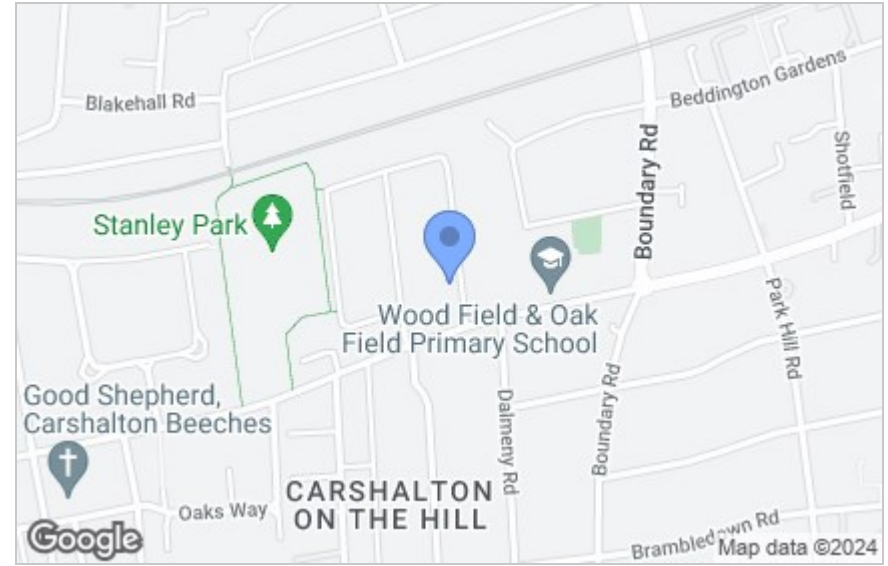 Blakehall Rd
Beddington Gardens
Boundary Rd
Shotfield
Stanley Park
Wood Field & Oak
Field Primary School
Park Hill Rd
Good Shepherd,
Carshalton Beeches
Dalmeny Rd
Boundary Rd
Oaks Way
CARSHALTON
ON THE HILL
Brambledown Rd
Google
Map data ©2024